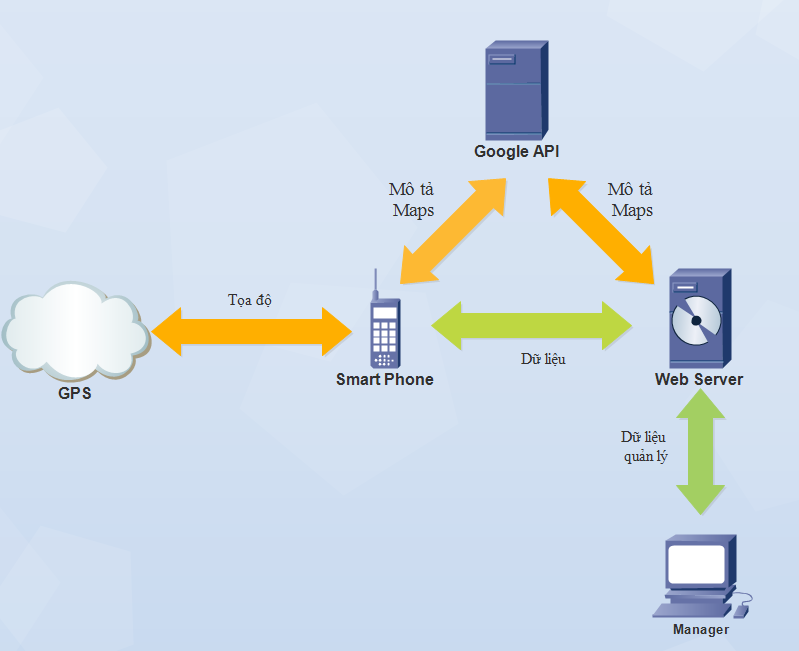 Google API
Mô tả
Maps
Mô tả
Maps
Tọa độ
GPS
Smart Phone
Dữ liệu
Web Server
Dữ liệu
quản lý
Manager